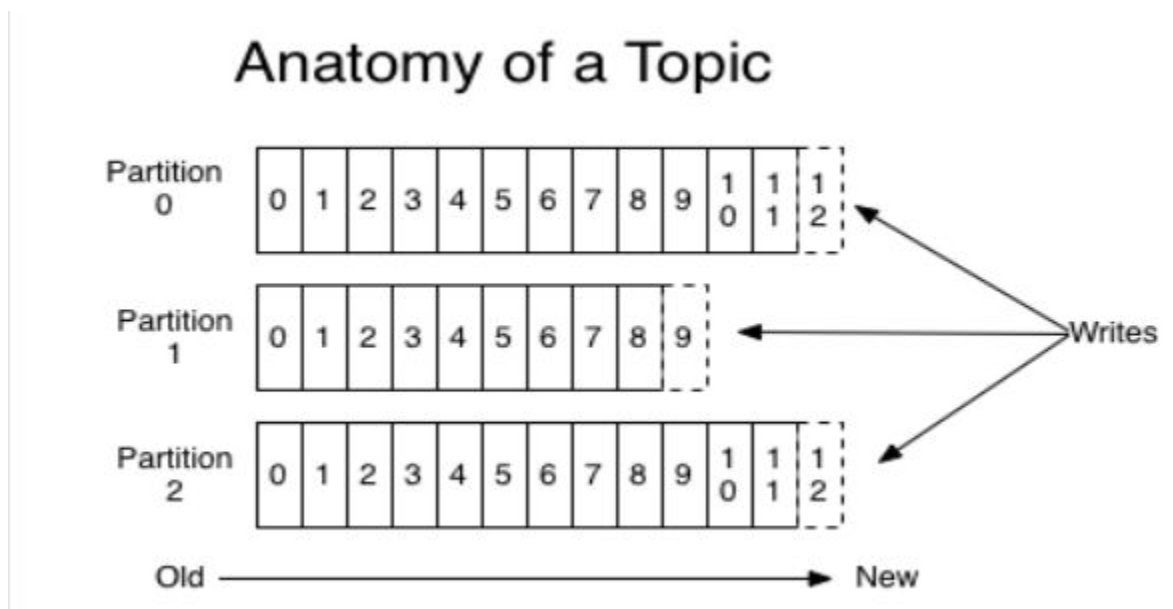 Anatomy of a Topic
Partition
0
0 1 2 3 4 5 6 7 8 9 10 11 12
Partition
1
0 1 2 3 4 5 6 7 8 9
Writes
Partition
2
0 1 2 3 4 5 6 7 8 9 10 11 12
Old New